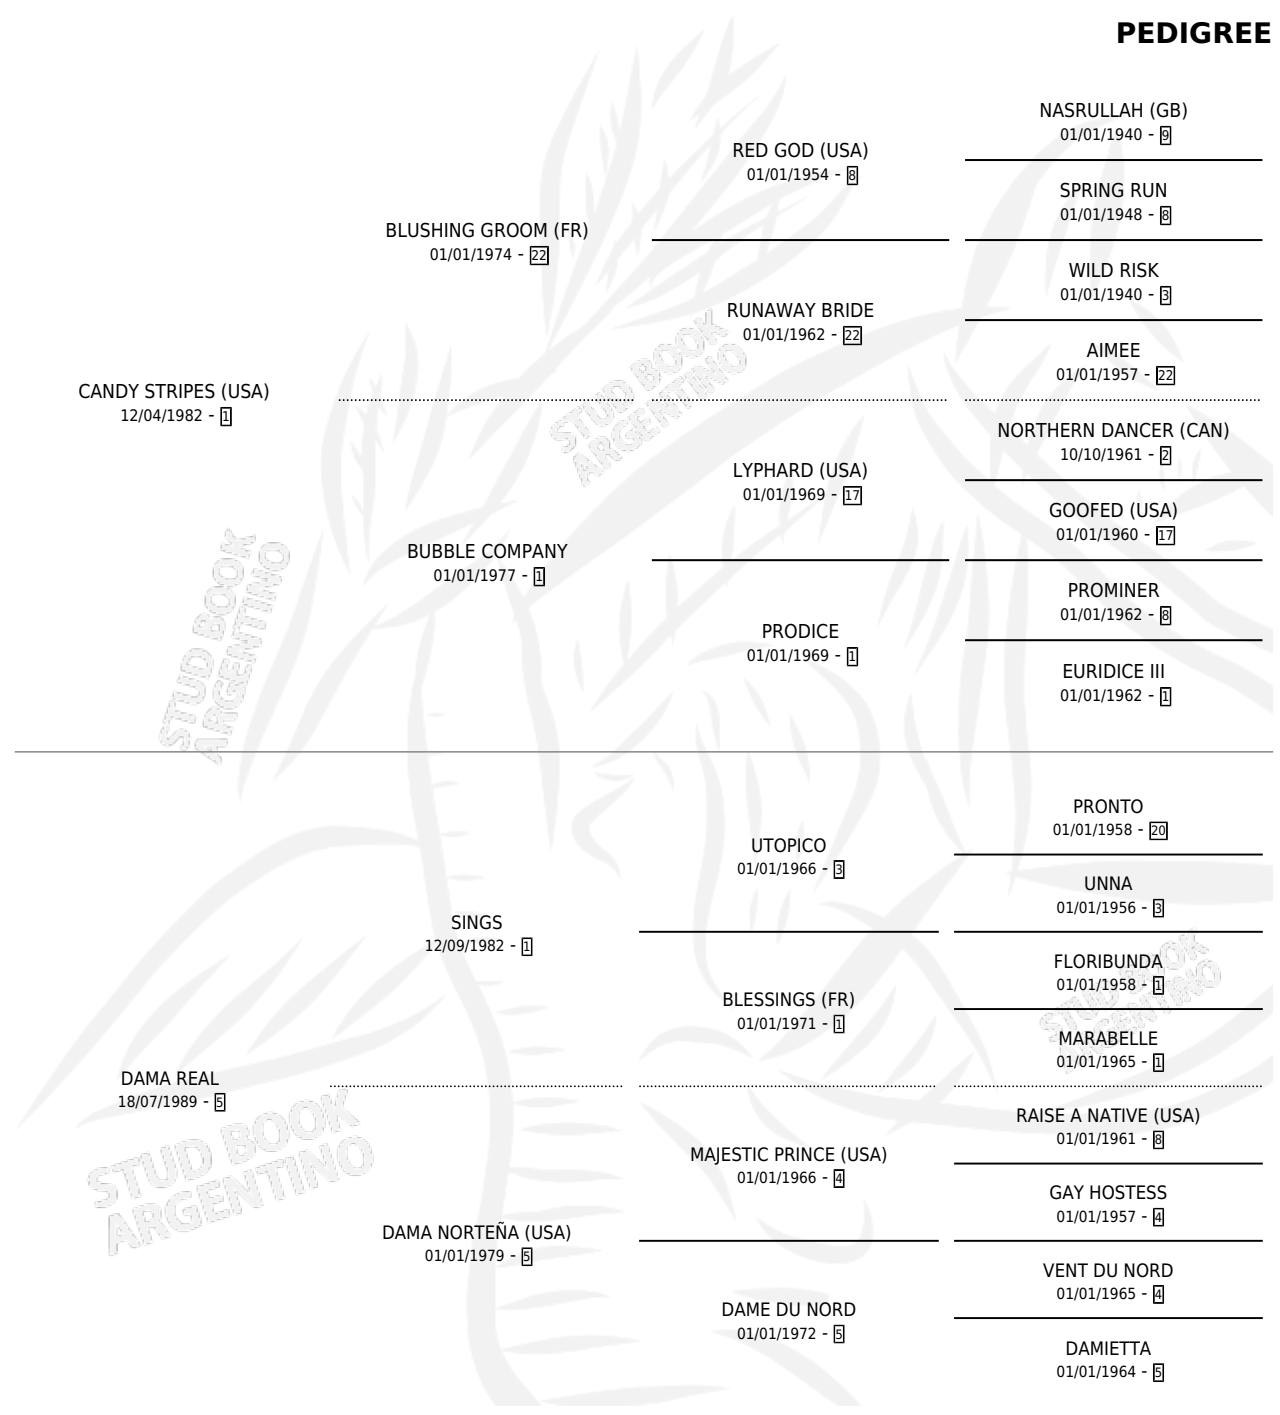 PEDIGREE
NASRULLAH (GB)
01/01/1940 - 9
RED GOD (USA)
01/01/1954 - 8
SPRING RUN
01/01/1948 - 8
BLUSHING GROOM (FR)
01/01/1974 - 22
WILD RISK
01/01/1940 - 3
RUNAWAY BRIDE
01/01/1962 - 22
AIMEE
01/01/1957 - 22
CANDY STRIPES (USA)
12/04/1982 - 1
NORTHERN DANCER (CAN)
10/10/1961 - 2
LYPHARD (USA)
01/01/1969 - 17
GOOFED (USA)
01/01/1960 - 17
BUBBLE COMPANY
01/01/1977 - 1
PROMINER
01/01/1962 - 8
PRODICE
01/01/1969 - 1
EURIDICE III
01/01/1962 - 1
PRONTO
01/01/1958 - 20
UTOPICO
01/01/1966 - 3
UNNA
01/01/1956 - 3
SINGS
12/09/1982 - 1
FLORIBUNDA
01/01/1958 - 1
BLESSINGS (FR)
01/01/1971 - 1
MARABELLE
01/01/1965 - 1
DAMA REAL
18/07/1989 - 5
RAISE A NATIVE (USA)
01/01/1961 - 8
MAJESTIC PRINCE (USA)
01/01/1966 - 4
GAY HOSTESS
01/01/1957 - 4
DAMA NORTEÑA (USA)
01/01/1979 - 5
VENT DU NORD
01/01/1965 - 4
DAME DU NORD
01/01/1972 - 5
DAMIETTA
01/01/1964 - 5
STUD BOOK
ARGENTINO
STUD BOOK
ARGENTINO
STUD BOOK
ARGENTINO
STUD BOOK
ARGENTINO